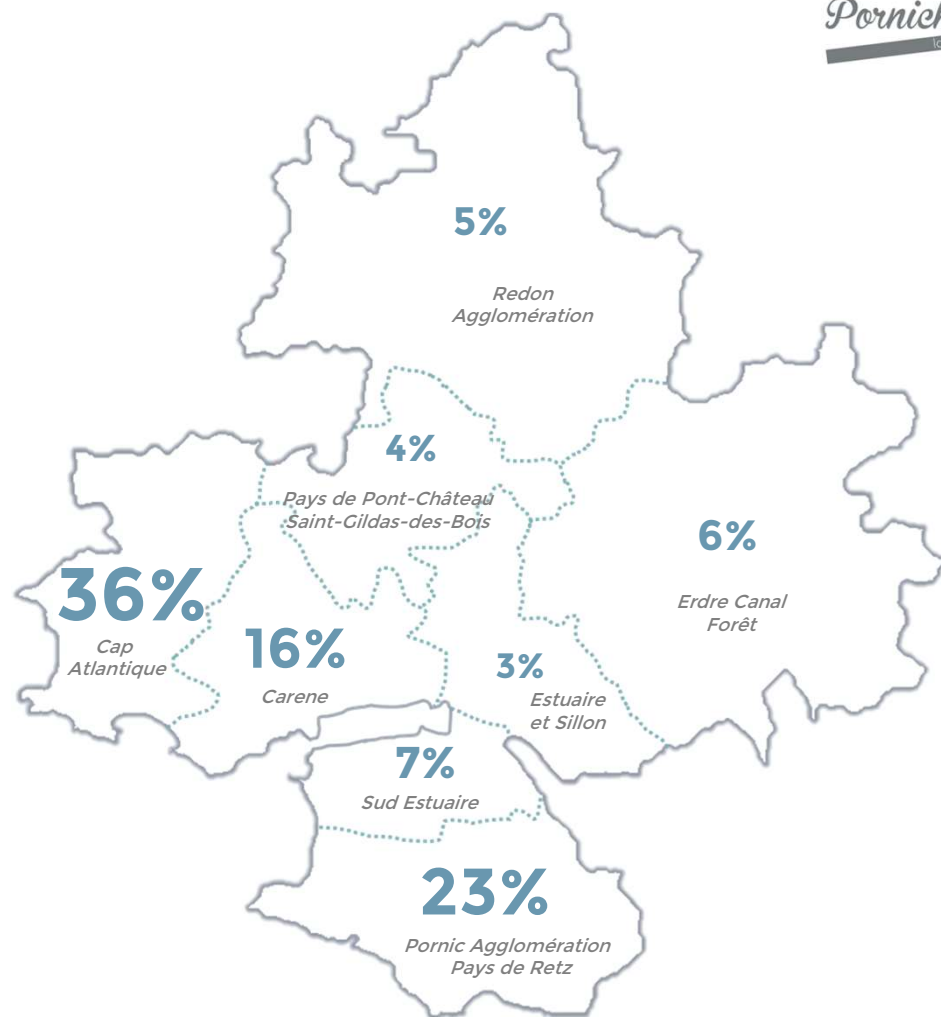 5%
Redon
Agglomération
4%
Pays de Pont-Château
Saint-Gildas-des-Bois
6%
Erdre Canal
Forêt
36%
Cap
Atlantique
16%
Carene
3%
Estuaire
et Sillon
7%
Sud Estuaire
23%
Pornic Agglomération
Pays de Retz